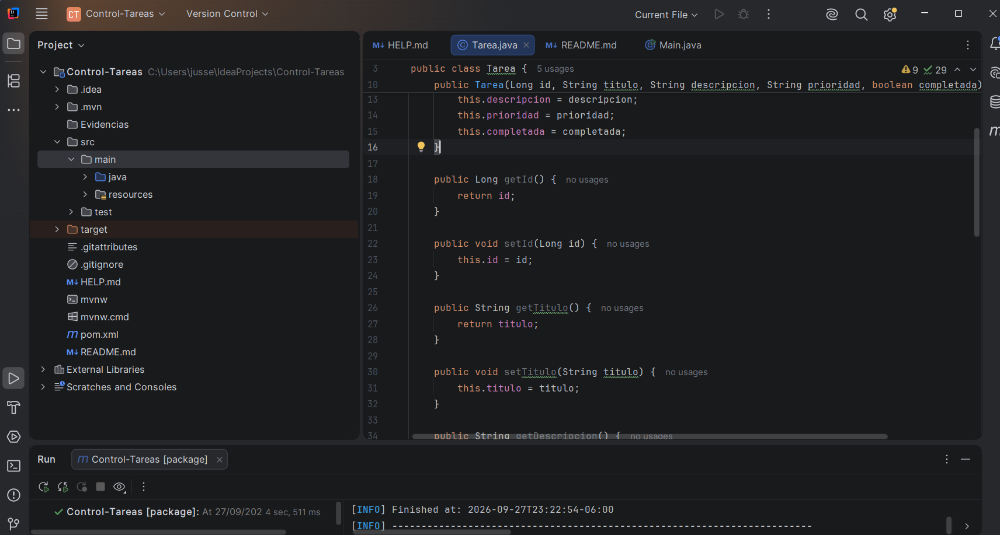 CT Control-Tareas Version Control Current File
Project
Control-Tareas C:\Users\jusse\IdeaProjects\Control-Tareas
.idea
.mvn
Evidencias
src
main
java
resources
test
target
.gitattributes
.gitignore
M↓ HELP.md
mvnw
mvnw.cmd
m pom.xml
M↓ README.md
External Libraries
Scratches and Consoles
M↓ HELP.md Tarea.java M↓ README.md Main.java
3 public class Tarea { 5 usages 9 29
10 public Tarea(Long id, String titulo, String descripcion, String prioridad, boolean completada)
13 this.descripcion = descripcion;
14 this.prioridad = prioridad;
15 this.completada = completada;
16 }
17
18 public Long getId() { no usages
19 return id;
20 }
21
22 public void setId(Long id) { no usages
23 this.id = id;
24 }
25
26 public String getTitulo() { no usages
27 return titulo;
28 }
29
30 public void setTitulo(String titulo) { no usages
31 this.titulo = titulo;
32 }
33
34 public String getDescripcion() { no usages
Run m Control-Tareas [package]
Control-Tareas [package]: At 27/09/202 4 sec, 511 ms
[INFO] Finished at: 2026-09-27T23:22:54-06:00
[INFO] ------------------------------------------------------------------------